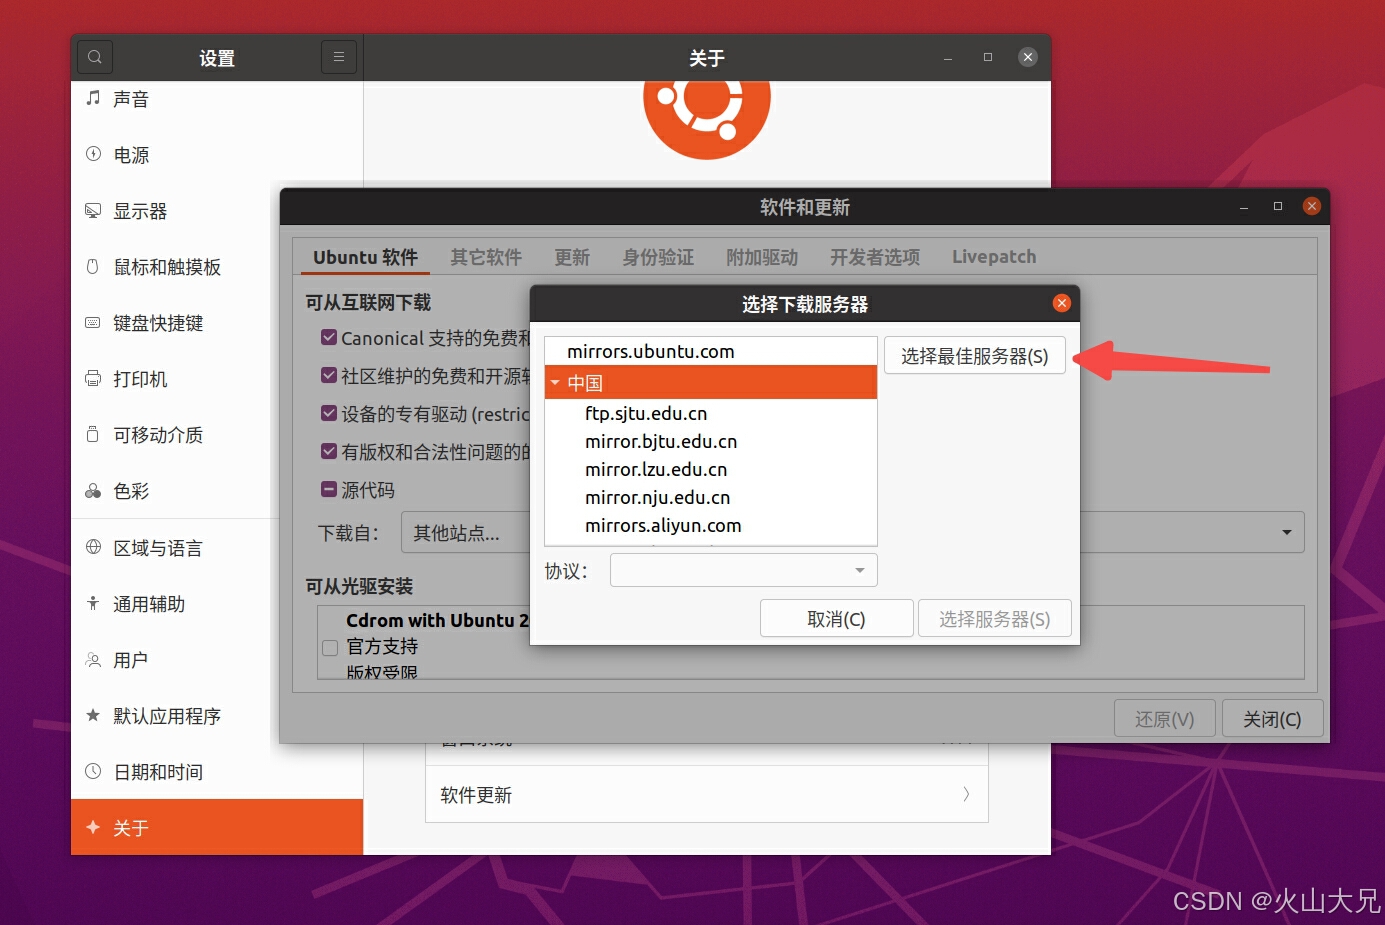 设置
关于
声音
电源
显示器
鼠标和触摸板
键盘快捷键
打印机
可移动介质
色彩
区域与语言
通用辅助
用户
默认应用程序
日期和时间
关于
软件和更新
Ubuntu 软件 其它软件 更新 身份验证 附加驱动 开发者选项 Livepatch
可从互联网下载
Canonical 支持的免费和
社区维护的免费和开源软
设备的专有驱动 (restric
有版权和合法性问题的的
源代码
下载自： 其他站点...
可从光驱安装
Cdrom with Ubuntu 2
官方支持
版权受限
还原(V) 关闭(C)
选择下载服务器
mirrors.ubuntu.com
中国
ftp.sjtu.edu.cn
mirror.bjtu.edu.cn
mirror.lzu.edu.cn
mirror.nju.edu.cn
mirrors.aliyun.com
选择最佳服务器(S)
协议：
取消(C) 选择服务器(S)
软件更新
CSDN @火山大兄